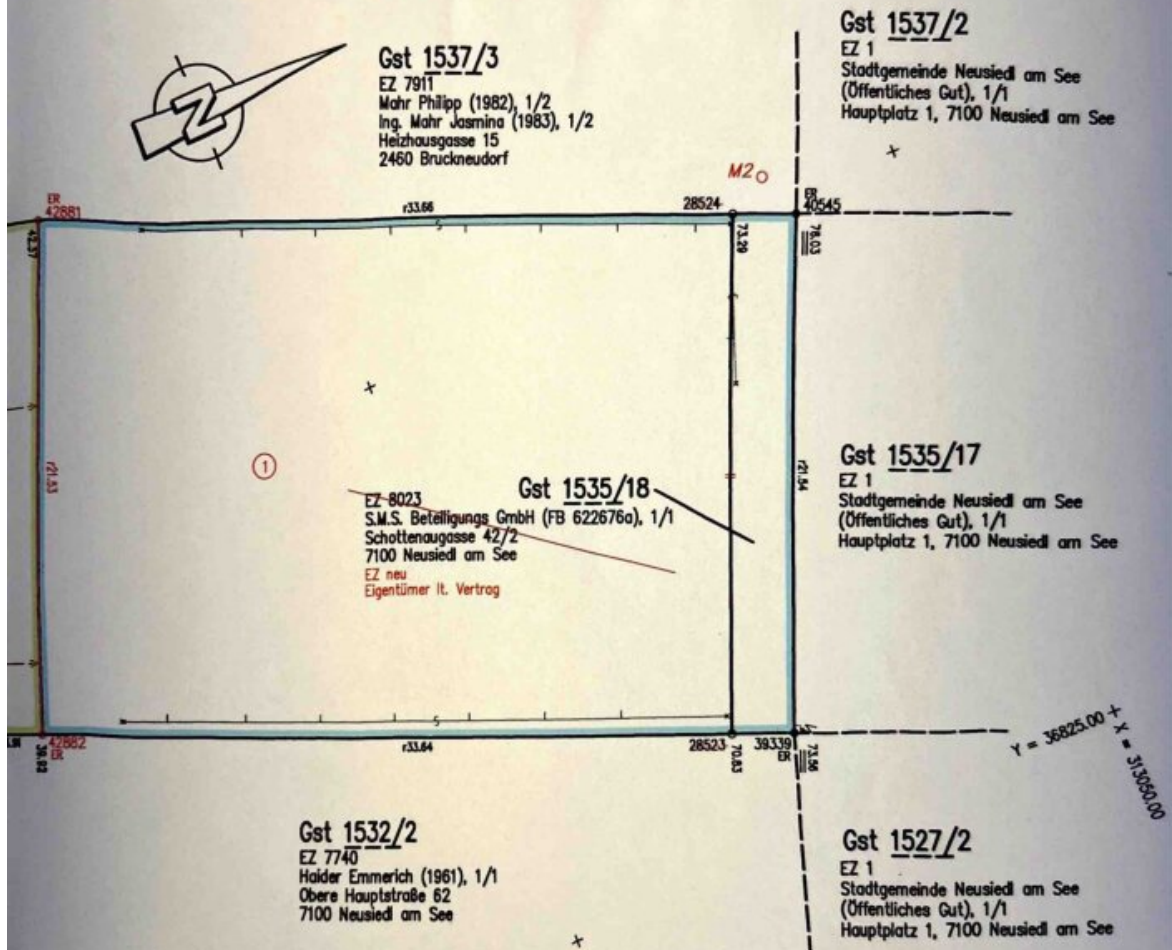 Gst 1537/3
EZ 7911
Mahr Philipp (1982), 1/2
Ing. Mahr Jasmina (1983), 1/2
Heizhausgasse 15
2460 Bruckneudorf
Gst 1537/2
EZ 1
Stadtgemeinde Neusiedl am See
(Öffentliches Gut), 1/1
Hauptplatz 1, 7100 Neusiedl am See
Z
M2
ER
42881
r33.66
28524
ER
40545
42.37
73.29
76.03
1
r21.53
r21.54
Gst 1535/18
EZ 8023
S.M.S. Beteiligungs GmbH (FB 622676a), 1/1
Schottenaugasse 42/2
7100 Neusiedl am See
EZ neu
Eigentümer lt. Vertrag
Gst 1535/17
EZ 1
Stadtgemeinde Neusiedl am See
(Öffentliches Gut), 1/1
Hauptplatz 1, 7100 Neusiedl am See
42882
ER
39.82
r33.64
28523
70.83
39339
ER
73.56
Y = 36825.00
X = 313050.00
Gst 1532/2
EZ 7740
Haider Emmerich (1961), 1/1
Obere Hauptstraße 62
7100 Neusiedl am See
Gst 1527/2
EZ 1
Stadtgemeinde Neusiedl am See
(Öffentliches Gut), 1/1
Hauptplatz 1, 7100 Neusiedl am See